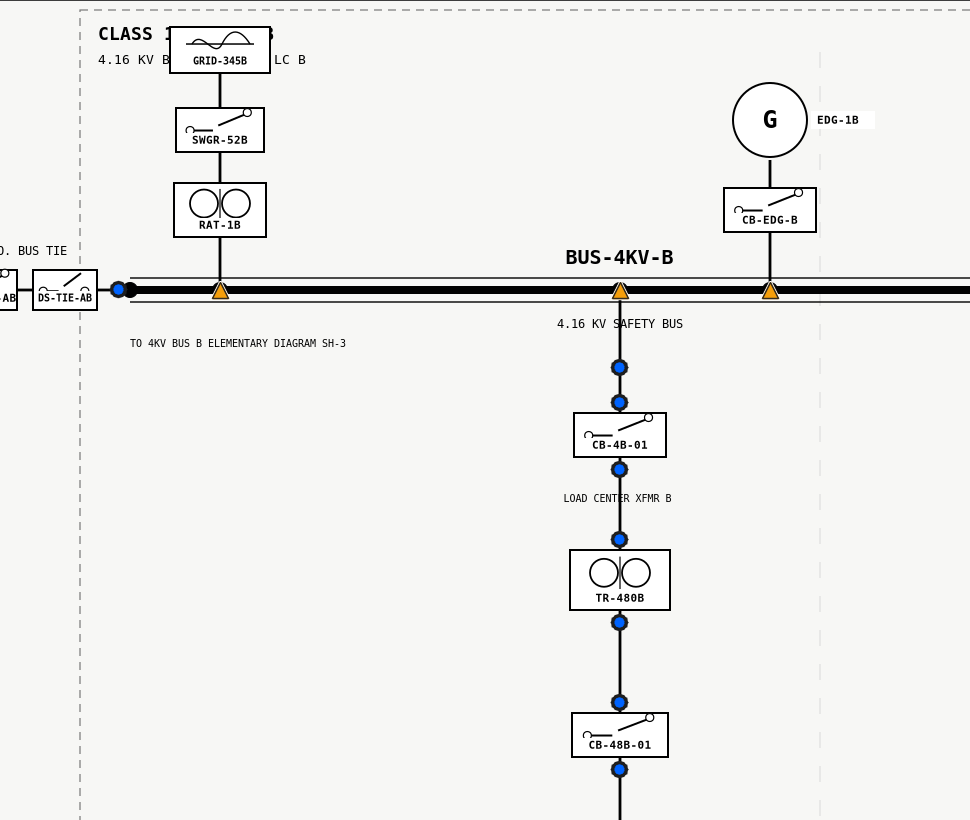 CLASS 1
4.16 KV B
LC B
GRID-345B
SWGR-52B
RAT-1B
G
EDG-1B
CB-EDG-B
O. BUS TIE
-AB
DS-TIE-AB
BUS-4KV-B
4.16 KV SAFETY BUS
TO 4KV BUS B ELEMENTARY DIAGRAM SH-3
CB-4B-01
LOAD CENTER XFMR B
TR-480B
CB-48B-01